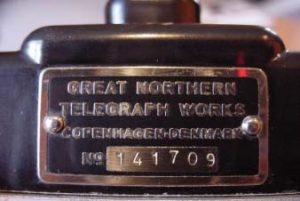 GREAT NORTHERN
TELEGRAPH WORKS
COPENHAGEN-DENMARK
No 141709